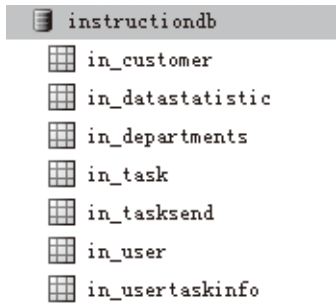 instructiondb
in_customer
in_datastatistic
in_departments
in_task
in_tasksend
in_user
in_usertaskinfo